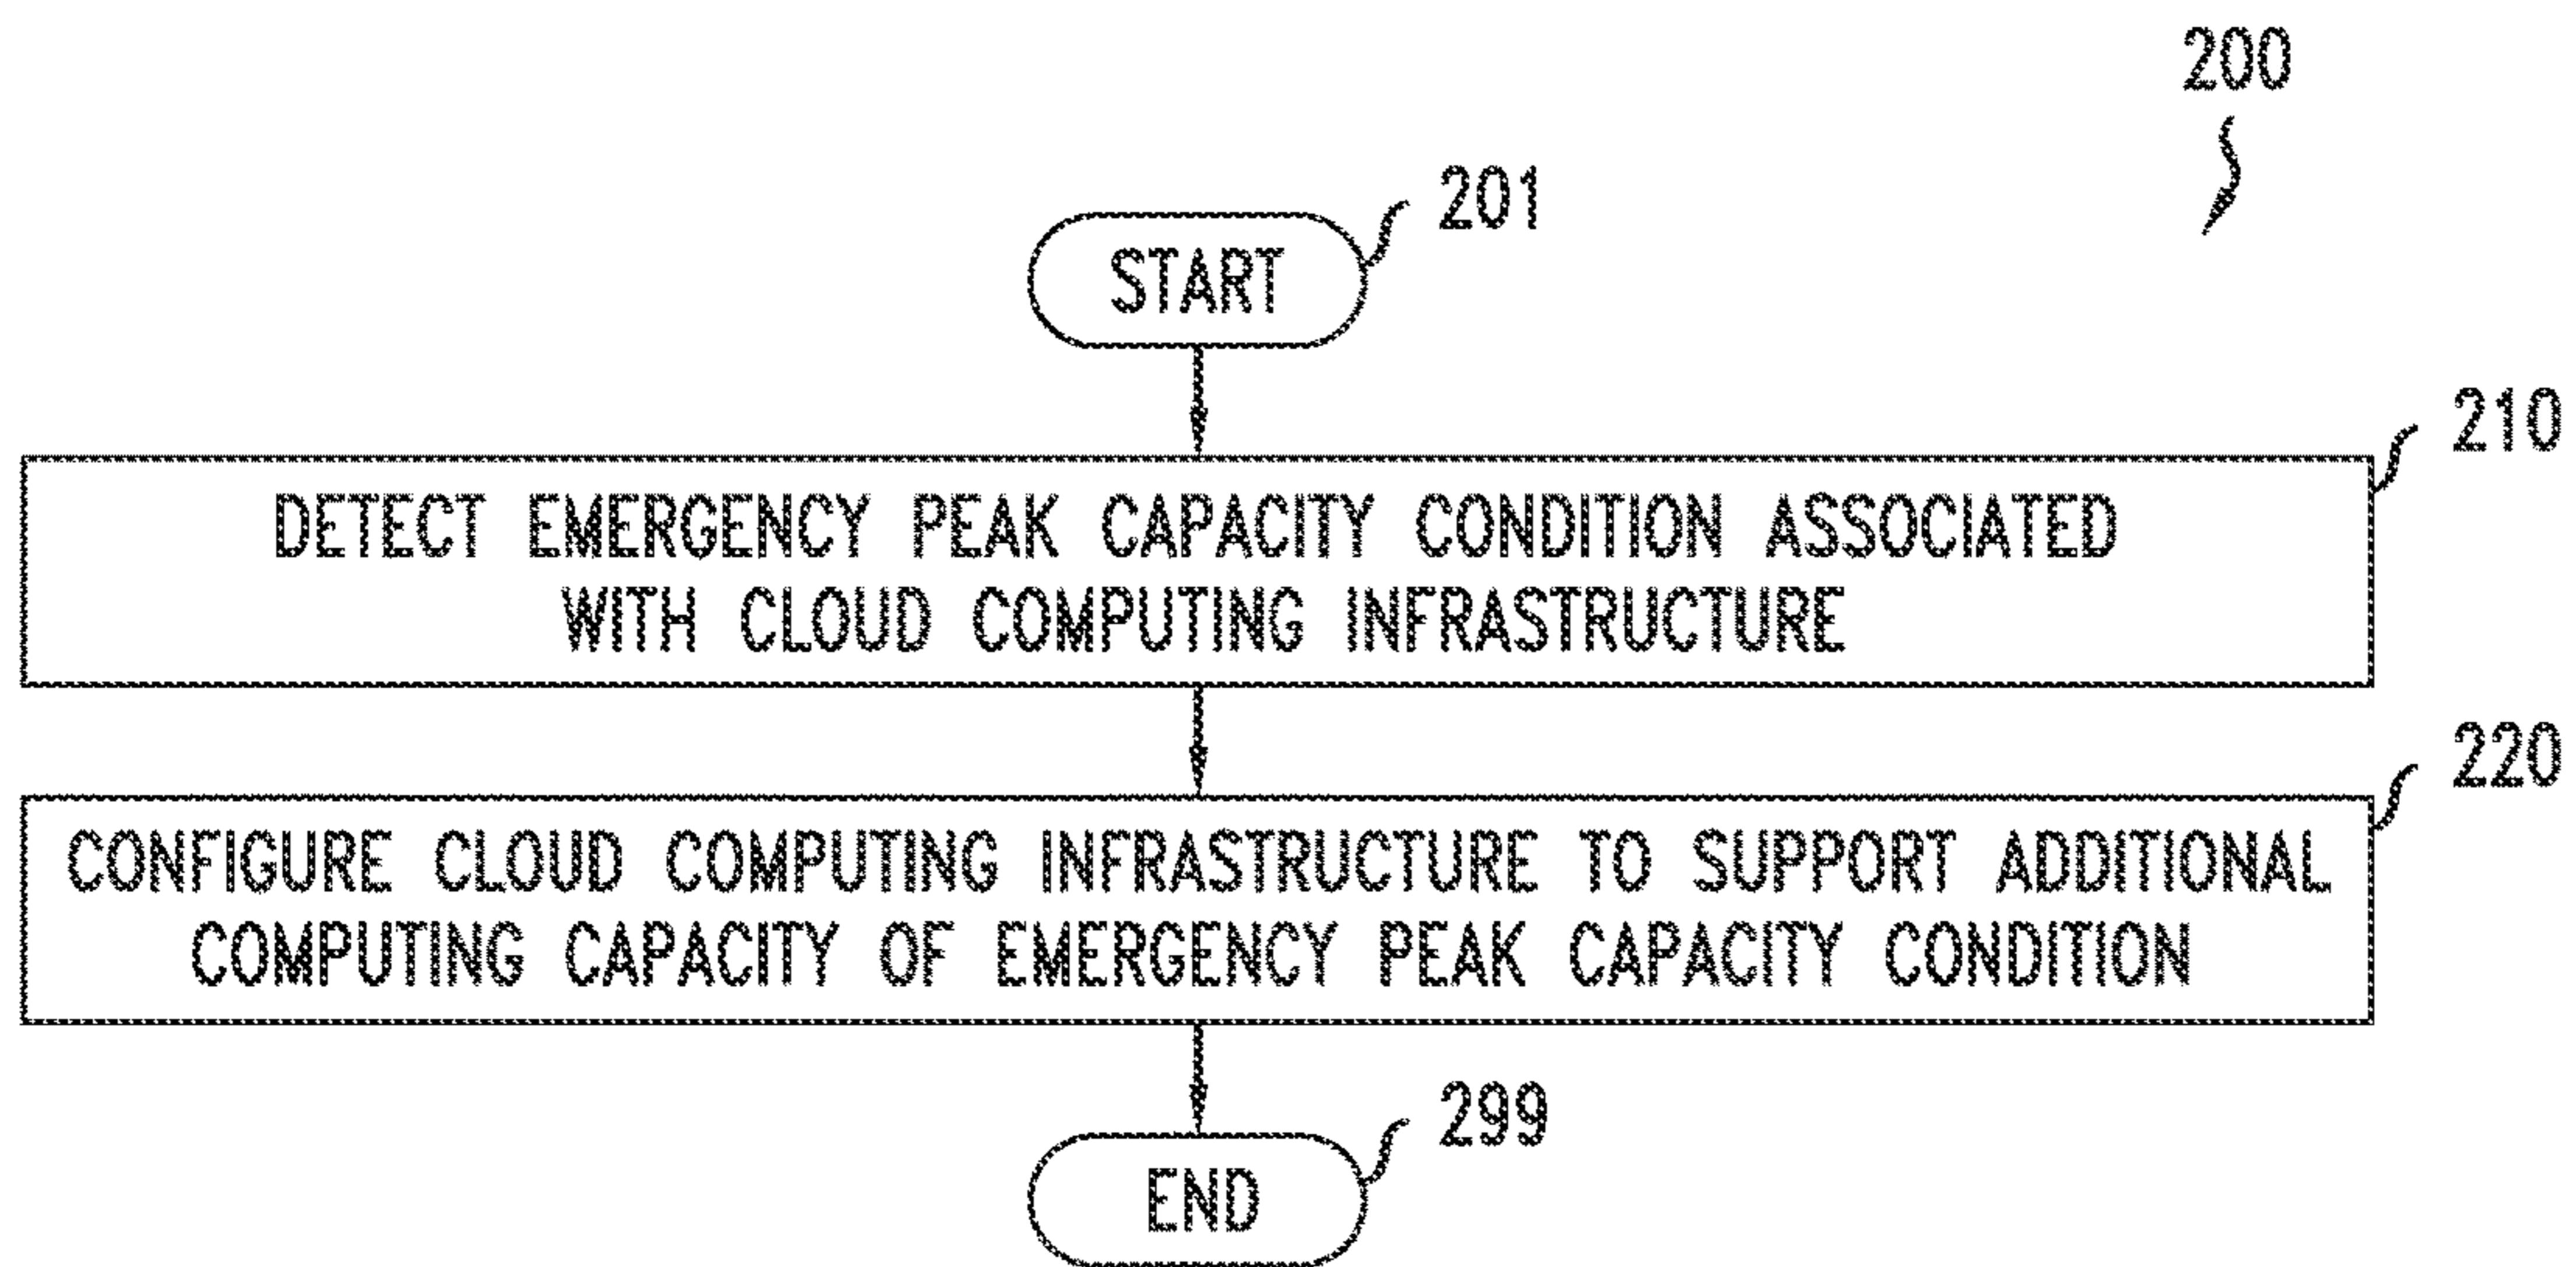 200
201
START
210
DETECT EMERGENCY PEAK CAPACITY CONDITION ASSOCIATED
WITH CLOUD COMPUTING INFRASTRUCTURE
220
CONFIGURE CLOUD COMPUTING INFRASTRUCTURE TO SUPPORT ADDITIONAL
COMPUTING CAPACITY OF EMERGENCY PEAK CAPACITY CONDITION
299
END